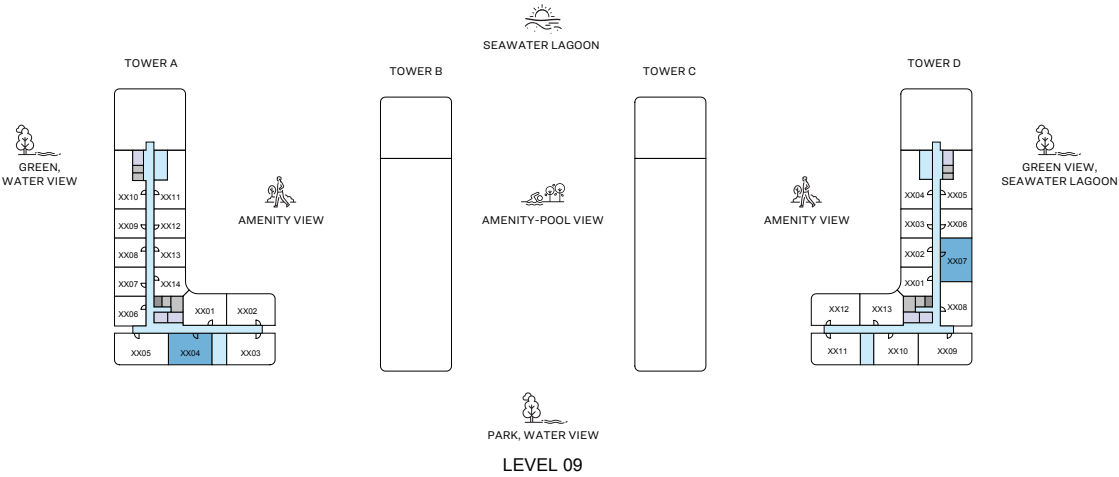 SEAWATER LAGOON
TOWER A
TOWER B
TOWER C
TOWER D
GREEN,
WATER VIEW
AMENITY VIEW
AMENITY-POOL VIEW
AMENITY VIEW
GREEN VIEW,
SEAWATER LAGOON
XX10 XX11
XX09 XX12
XX08 XX13
XX07 XX14
XX06 XX01 XX02
XX05 XX04 XX03
XX04 XX05
XX03 XX06
XX02 XX07
XX01
XX12 XX13 XX08
XX11 XX10 XX09
PARK, WATER VIEW
LEVEL 09